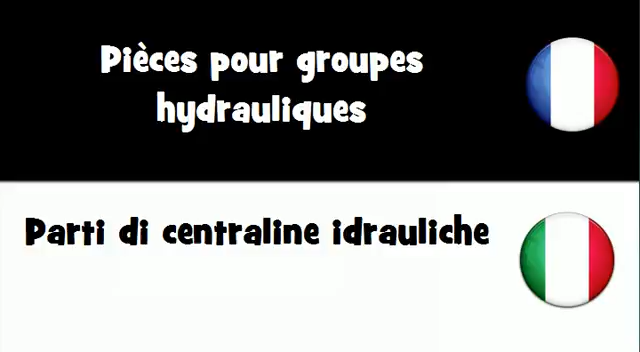 Pièces pour groupes
hydrauliques
Parti di centraline idrauliche